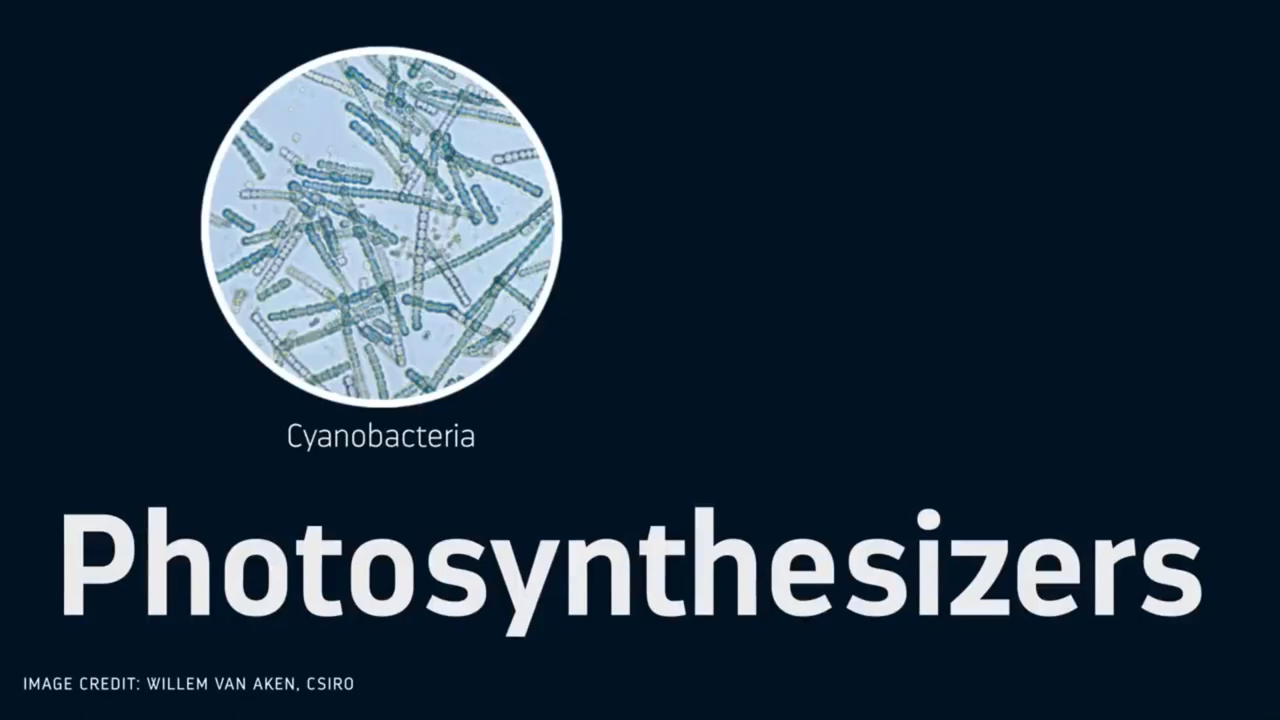 Cyanobacteria
Photosynthesizers
IMAGE CREDIT: WILLEM VAN AKEN, CSIRO